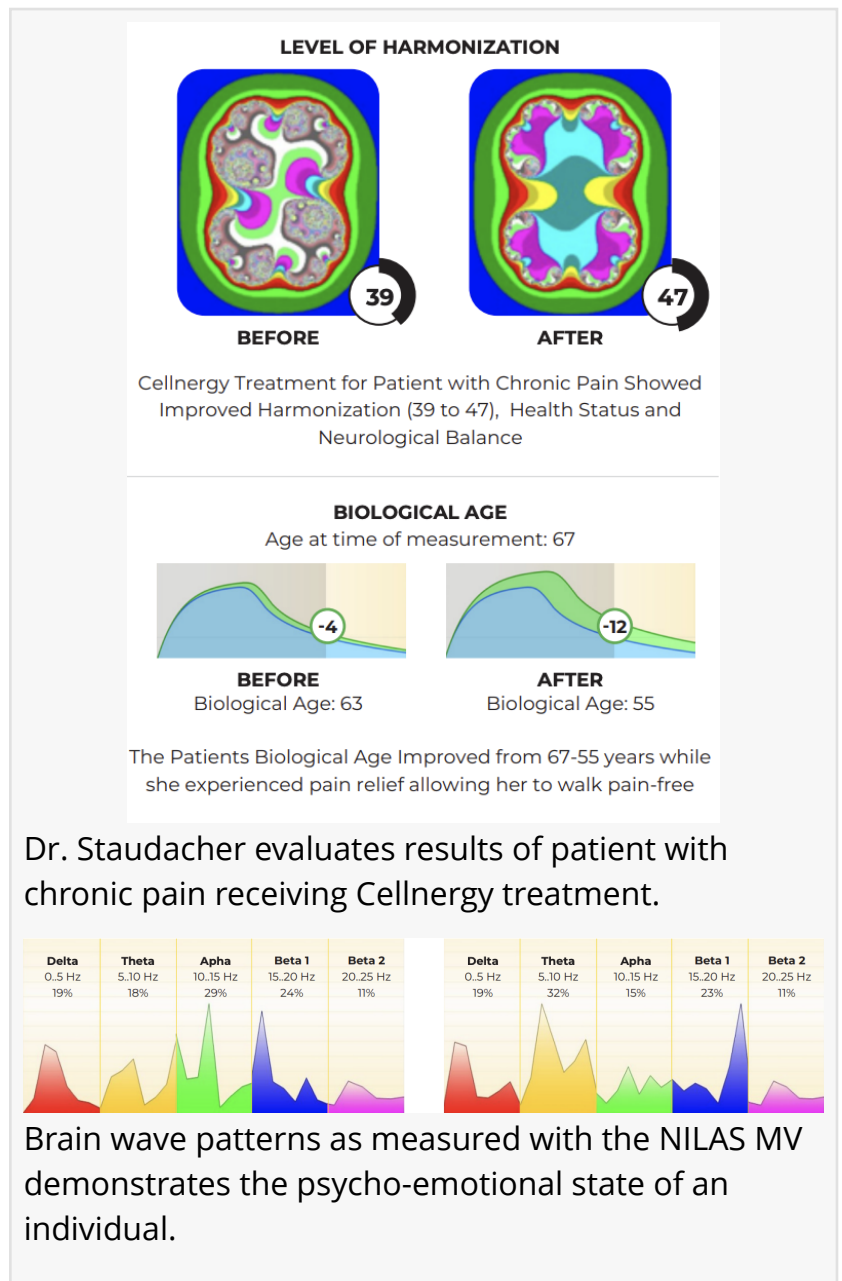 LEVEL OF HARMONIZATION
39
47
BEFORE
AFTER
Cellnergy Treatment for Patient with Chronic Pain Showed
Improved Harmonization (39 to 47), Health Status and
Neurological Balance
BIOLOGICAL AGE
Age at time of measurement: 67
-4
-12
BEFORE
AFTER
Biological Age: 63
Biological Age: 55
The Patients Biological Age Improved from 67-55 years while
she experienced pain relief allowing her to walk pain-free
Dr. Staudacher evaluates results of patient with
chronic pain receiving Cellnergy treatment.
Delta Theta Apha Beta 1 Beta 2
0..5 Hz 5..10 Hz 10..15 Hz 15..20 Hz 20..25 Hz
19% 18% 29% 24% 11%
Delta Theta Apha Beta 1 Beta 2
0..5 Hz 5..10 Hz 10..15 Hz 15..20 Hz 20..25 Hz
19% 32% 15% 23% 11%
Brain wave patterns as measured with the NILAS MV
demonstrates the psycho-emotional state of an
individual.